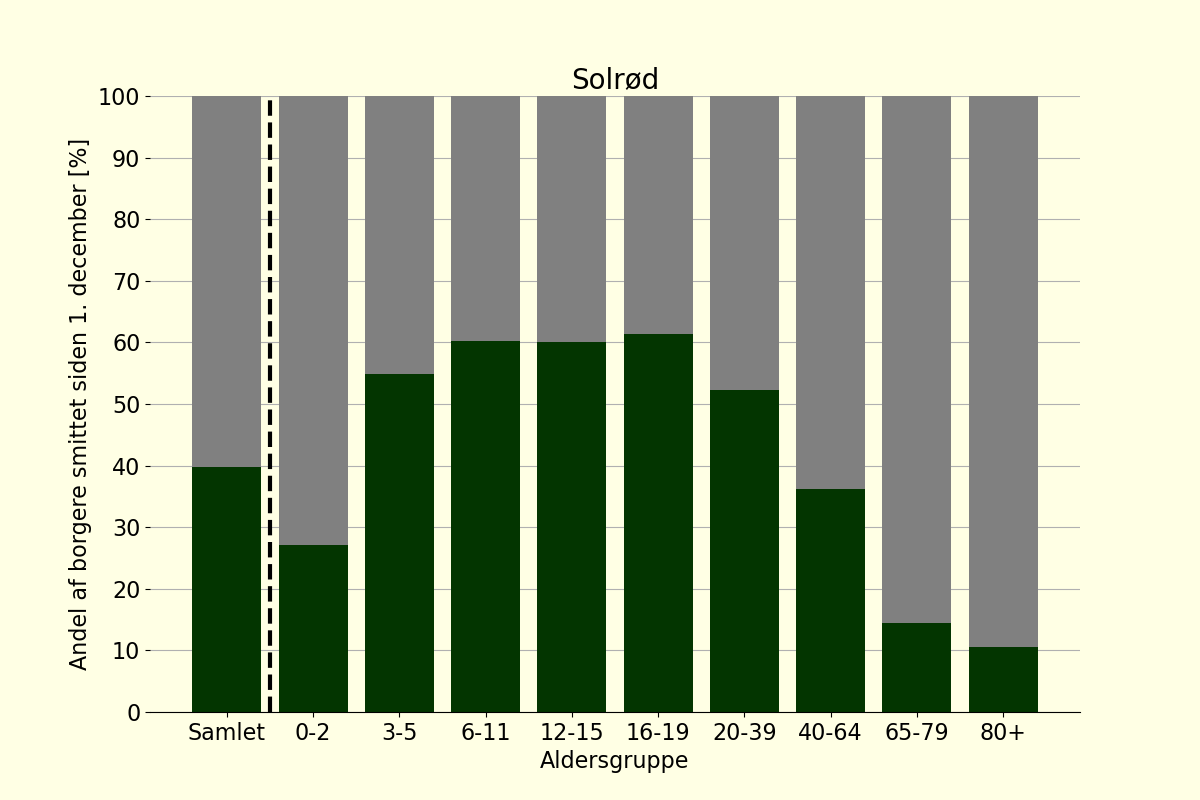 Solrød
Andel af borgere smittet siden 1. december [%]
100
90
80
70
60
50
40
30
20
10
0
Samlet 0-2 3-5 6-11 12-15 16-19 20-39 40-64 65-79 80+
Aldersgruppe